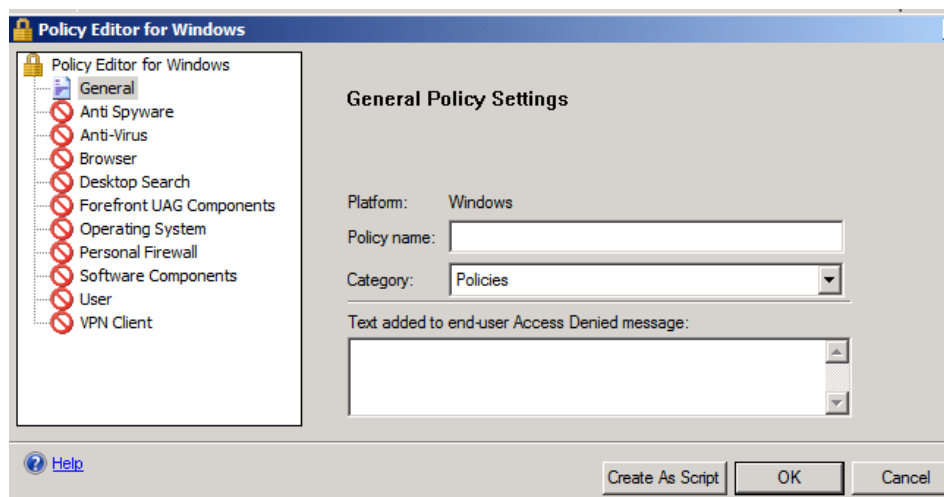 Policy Editor for Windows
Policy Editor for Windows
General
Anti Spyware
Anti-Virus
Browser
Desktop Search
Forefront UAG Components
Operating System
Personal Firewall
Software Components
User
VPN Client
General Policy Settings
Platform: Windows
Policy name:
Category: Policies
Text added to end-user Access Denied message:
Help
Create As Script OK Cancel